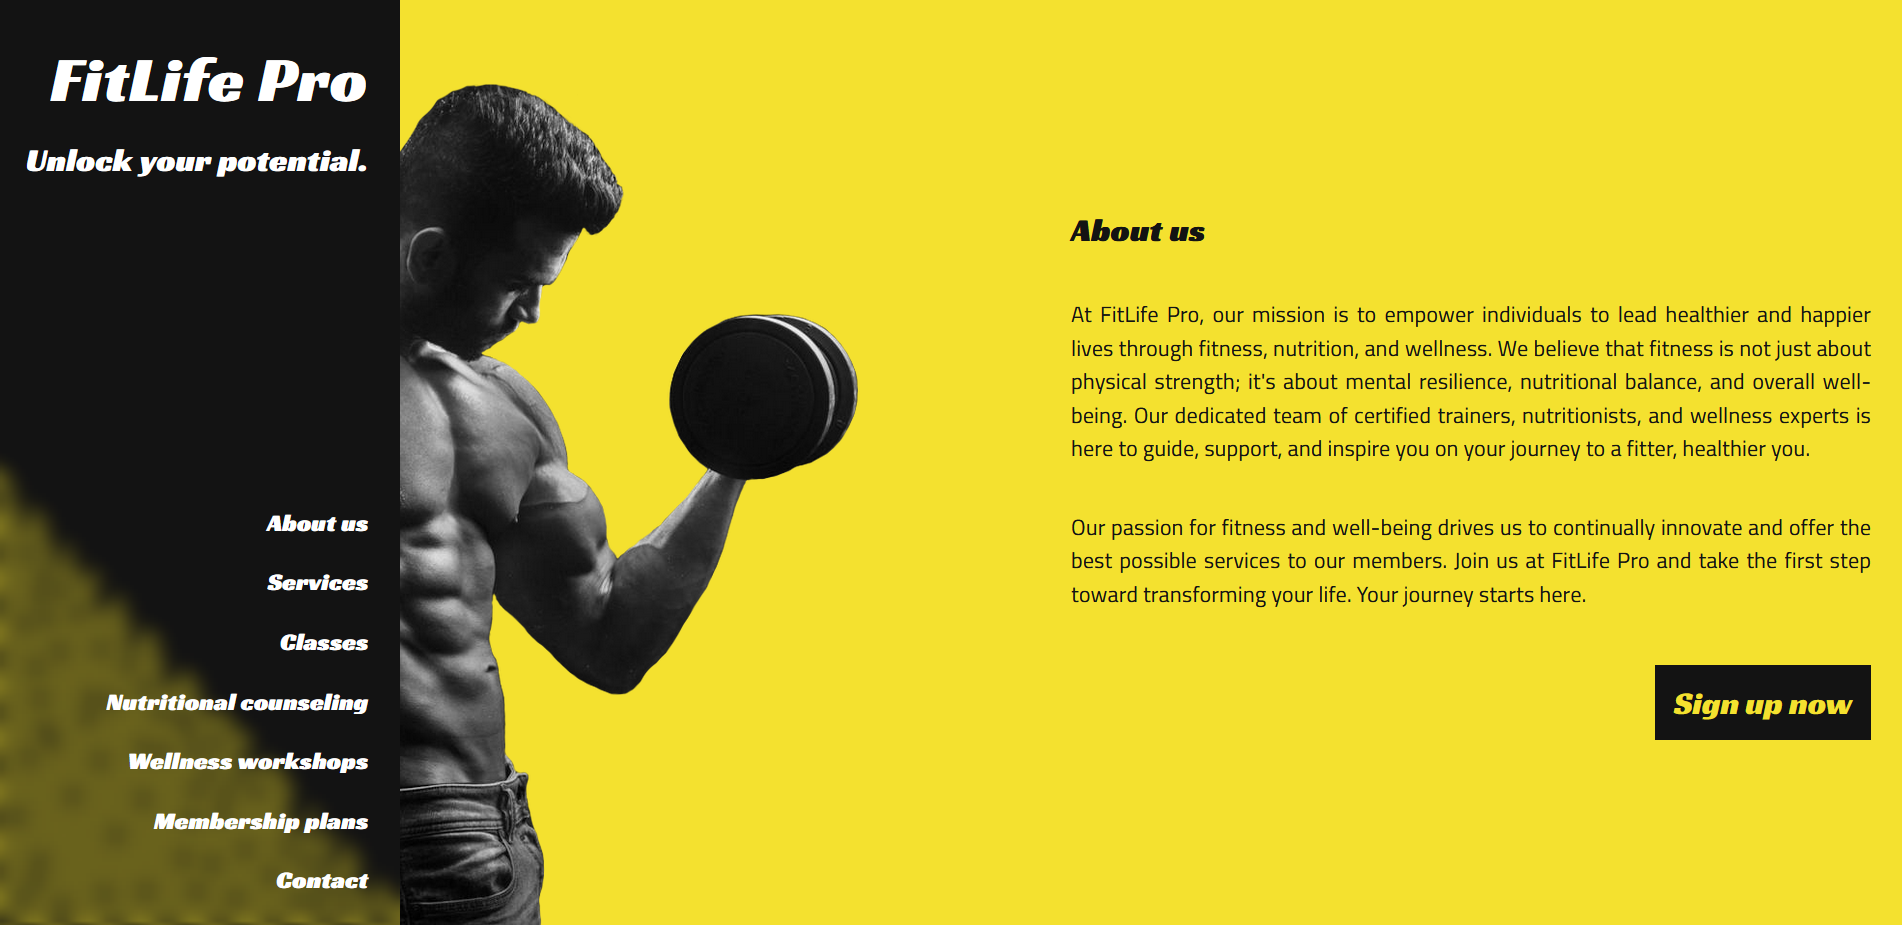 FitLife Pro
Unlock your potential.
About us
Services
Classes
Nutritional counseling
Wellness workshops
Membership plans
Contact
About us
At FitLife Pro, our mission is to empower individuals to lead healthier and happier
lives through fitness, nutrition, and wellness. We believe that fitness is not just about
physical strength; it's about mental resilience, nutritional balance, and overall well-
being. Our dedicated team of certified trainers, nutritionists, and wellness experts is
here to guide, support, and inspire you on your journey to a fitter, healthier you.
Our passion for fitness and well-being drives us to continually innovate and offer the
best possible services to our members. Join us at FitLife Pro and take the first step
toward transforming your life. Your journey starts here.
Sign up now